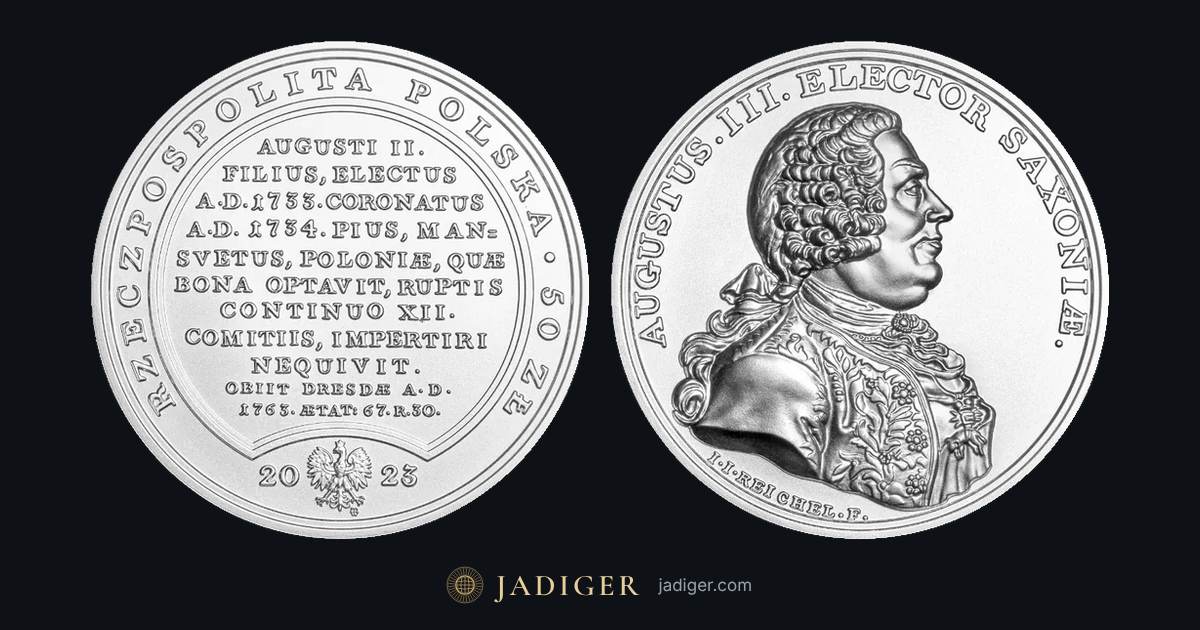 RZECZPOSPOLITA POLSKA · 50 ZŁ
AUGUSTI II.
FILIUS, ELECTUS
A·D. 1733. CORONATUS
A·D. 1734. PIUS, MAN=
SVETUS, POLONIÆ, QUÆ
BONA OPTAVIT, RUPTIS
CONTINUO XII.
COMITIIS, IMPERTIRI
NEQUIVIT.
OBIIT DRESDÆ A·D.
1763. ÆTAT: 67. R.30.
20 23
AUGUSTUS. III. ELECTOR SAXONIÆ.
I·I·REICHEL. F.
JADIGER jadiger.com